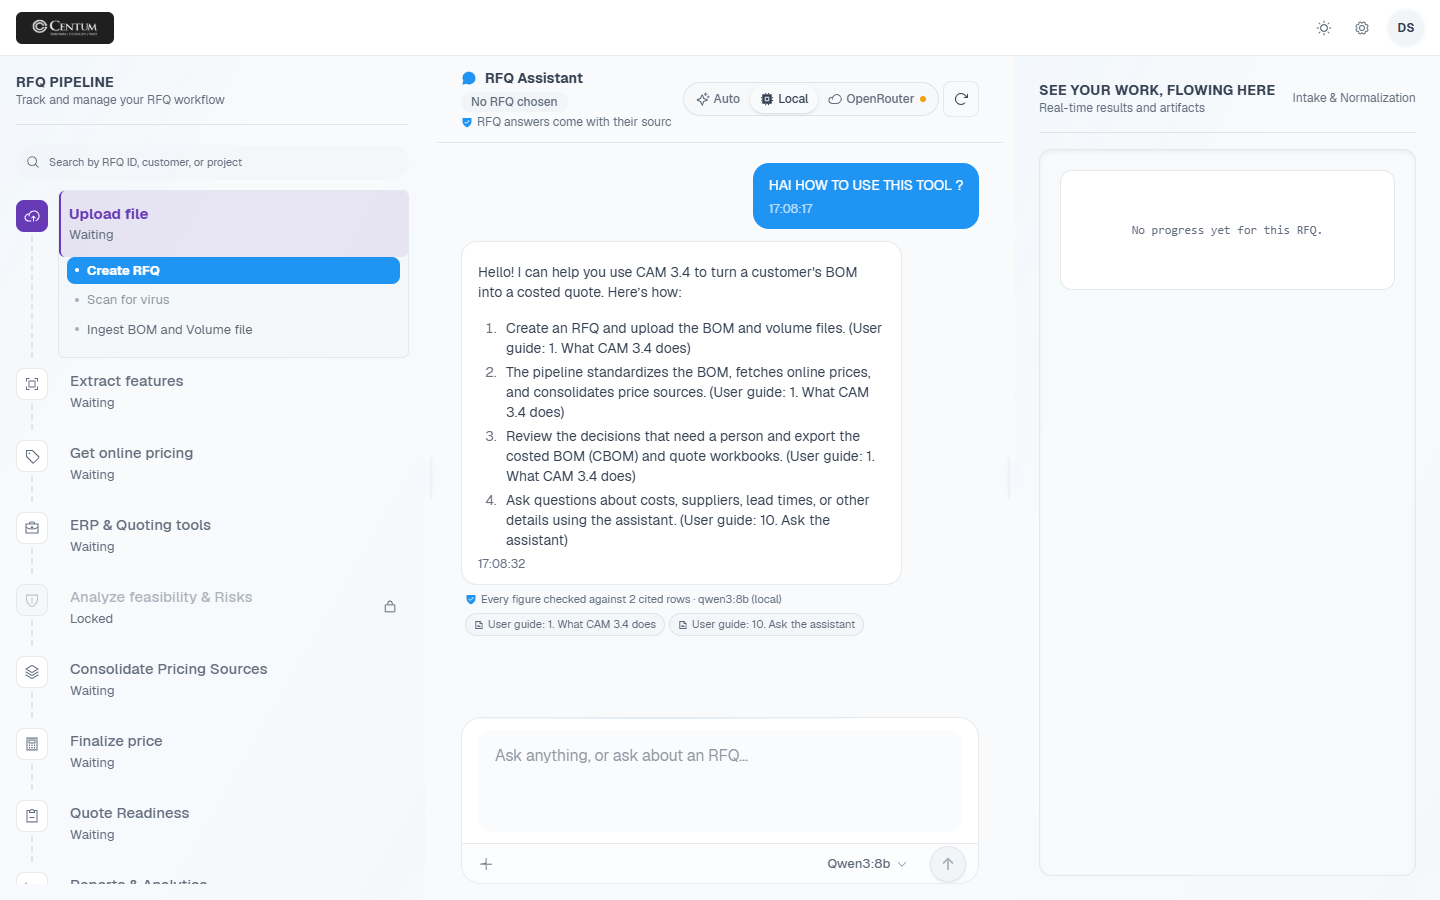 CENTUM
DS
RFQ PIPELINE
Track and manage your RFQ workflow
Search by RFQ ID, customer, or project
Upload file
Waiting
Create RFQ
Scan for virus
Ingest BOM and Volume file
Extract features
Waiting
Get online pricing
Waiting
ERP & Quoting tools
Waiting
Analyze feasibility & Risks
Locked
Consolidate Pricing Sources
Waiting
Finalize price
Waiting
Quote Readiness
Waiting
Reports & Analytics
RFQ Assistant
No RFQ chosen
RFQ answers come with their sourc
Auto
Local
OpenRouter
HAI HOW TO USE THIS TOOL ?
17:08:17
Hello! I can help you use CAM 3.4 to turn a customer's BOM
into a costed quote. Here's how:
1. Create an RFQ and upload the BOM and volume files. (User
guide: 1. What CAM 3.4 does)
2. The pipeline standardizes the BOM, fetches online prices,
and consolidates price sources. (User guide: 1. What CAM
3.4 does)
3. Review the decisions that need a person and export the
costed BOM (CBOM) and quote workbooks. (User guide: 1.
What CAM 3.4 does)
4. Ask questions about costs, suppliers, lead times, or other
details using the assistant. (User guide: 10. Ask the
assistant)
17:08:32
Every figure checked against 2 cited rows · qwen3:8b (local)
User guide: 1. What CAM 3.4 does
User guide: 10. Ask the assistant
Ask anything, or ask about an RFQ...
Qwen3:8b
SEE YOUR WORK, FLOWING HERE
Real-time results and artifacts
Intake & Normalization
No progress yet for this RFQ.